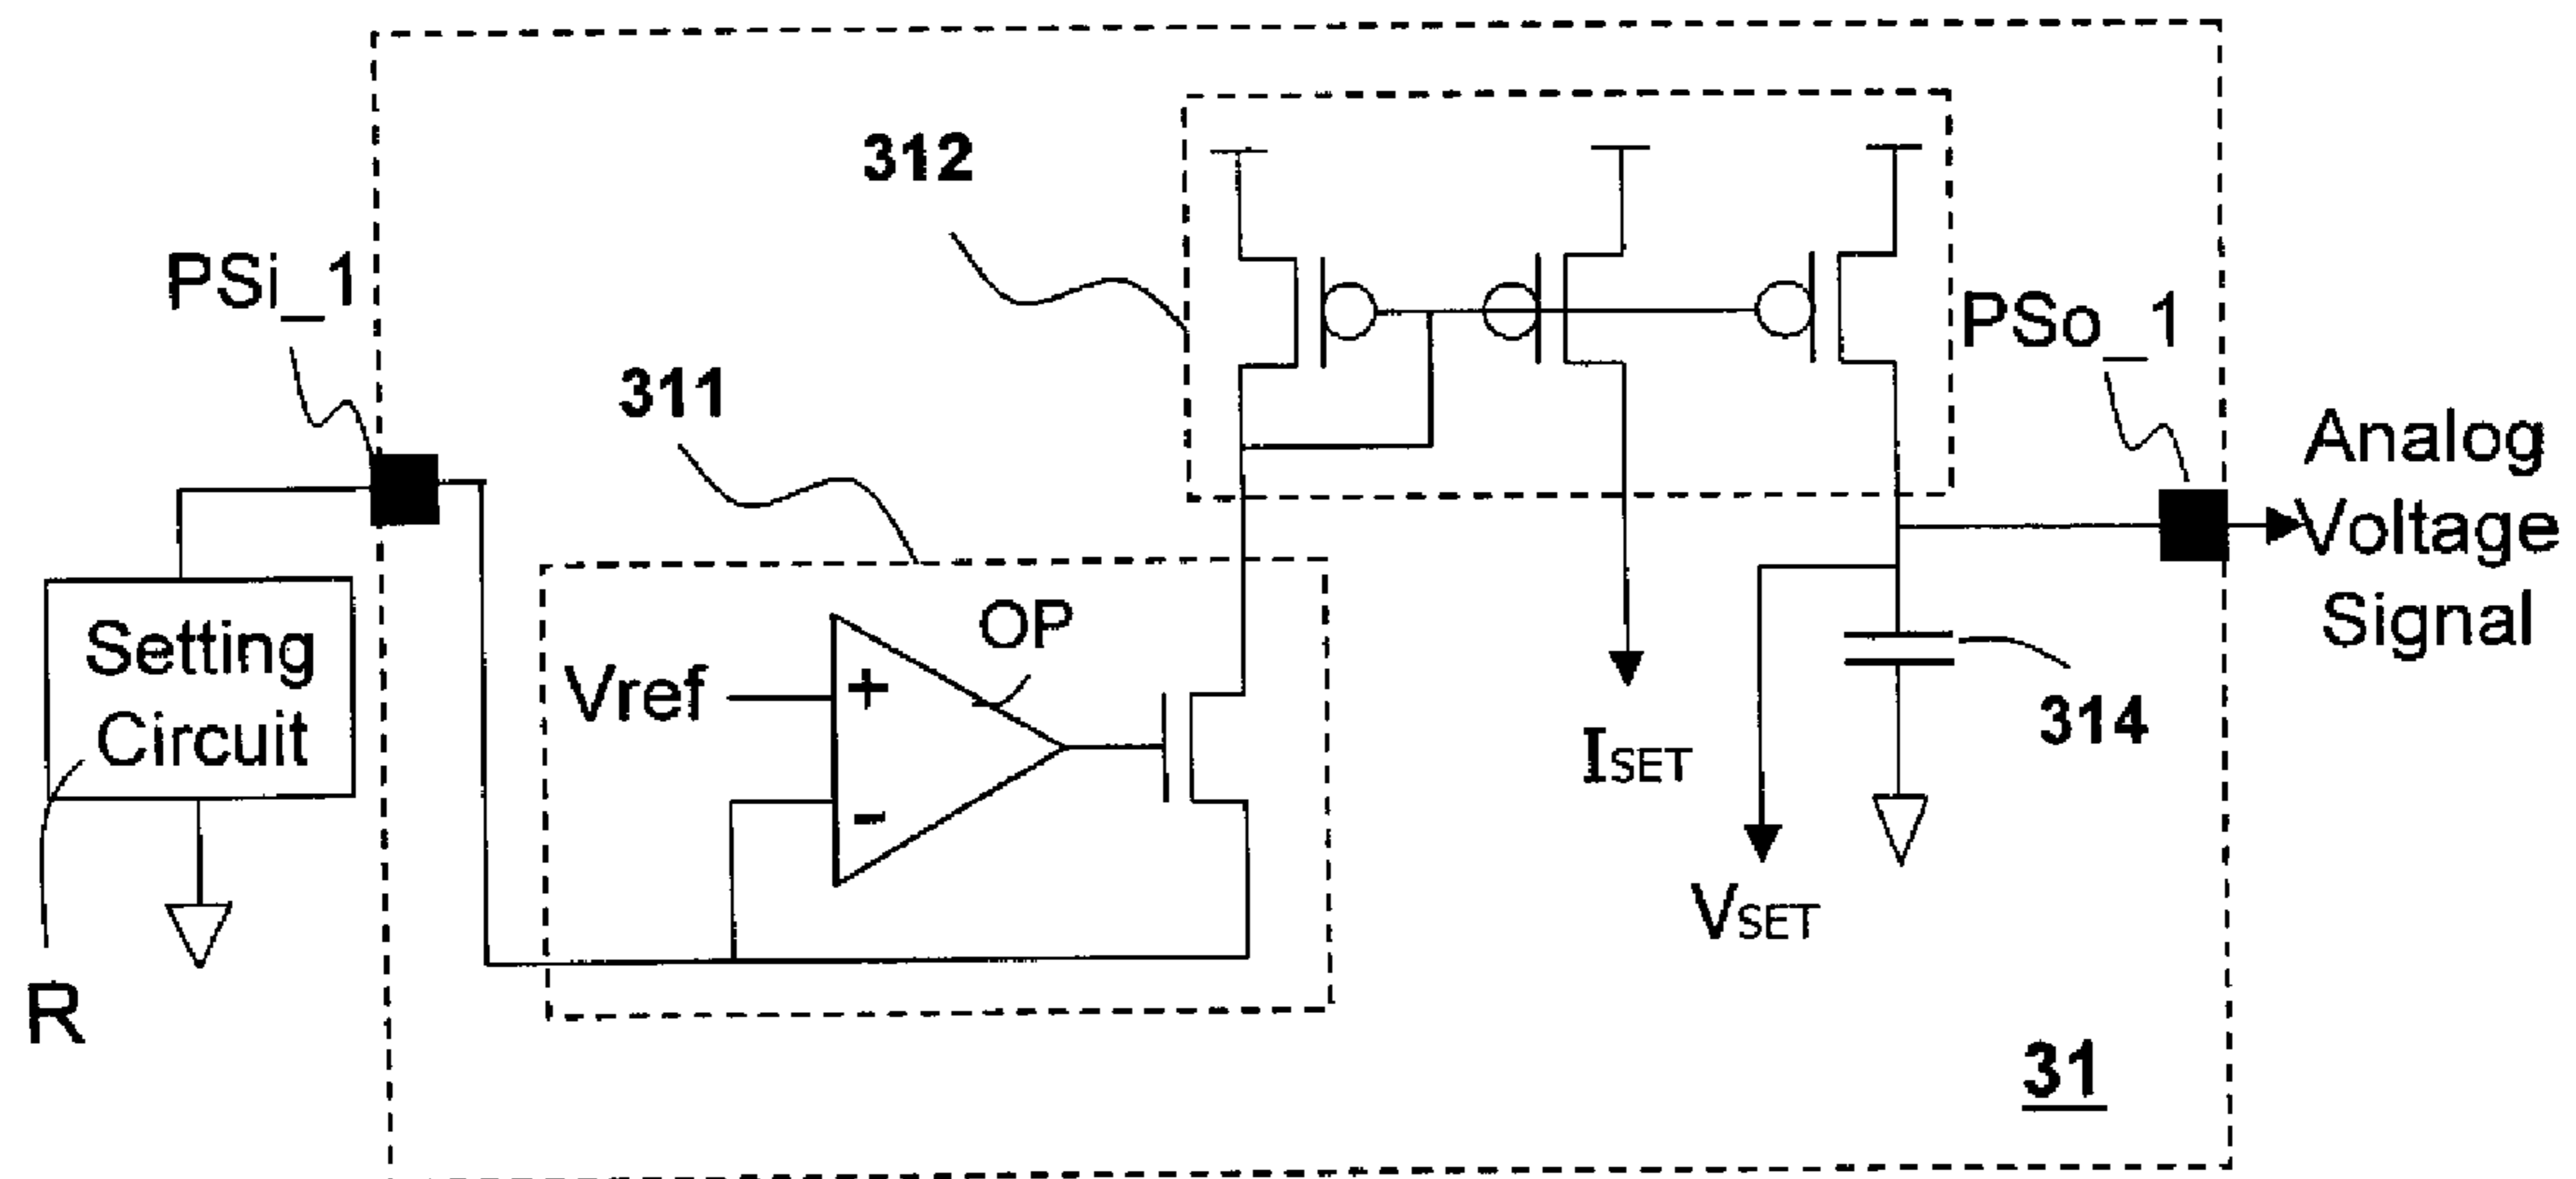 312
PSi_1
311
PSo_1
Analog
Voltage
Signal
Setting
Circuit
R
Vref
+
-
OP
ISET
VSET
314
31